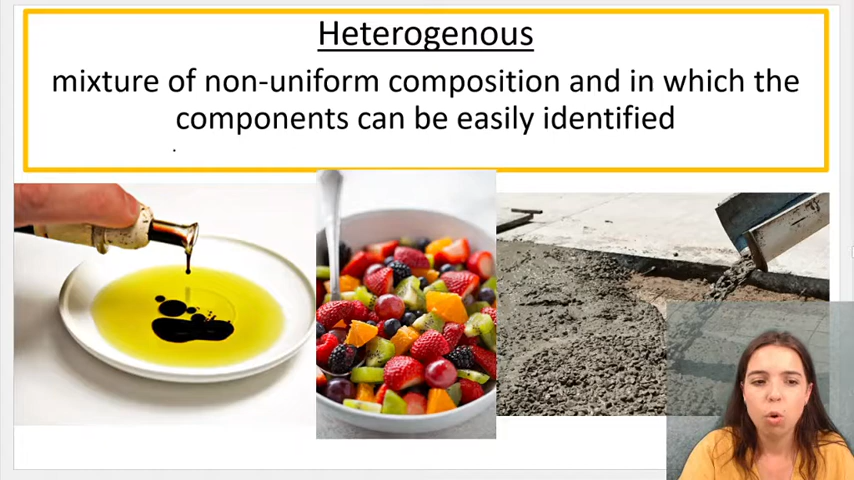 Heterogenous
mixture of non-uniform composition and in which the
components can be easily identified